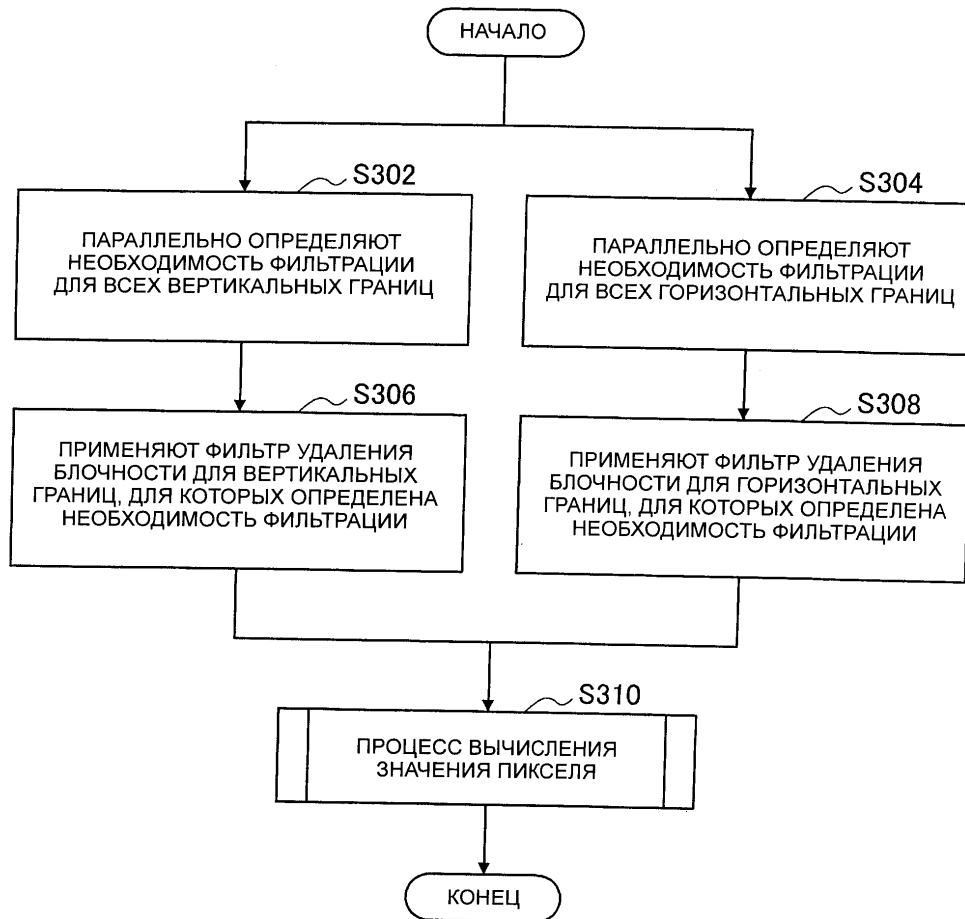 НАЧАЛО
S302
ПАРАЛЛЕЛЬНО ОПРЕДЕЛЯЮТ
НЕОБХОДИМОСТЬ ФИЛЬТРАЦИИ
ДЛЯ ВСЕХ ВЕРТИКАЛЬНЫХ ГРАНИЦ
S304
ПАРАЛЛЕЛЬНО ОПРЕДЕЛЯЮТ
НЕОБХОДИМОСТЬ ФИЛЬТРАЦИИ
ДЛЯ ВСЕХ ГОРИЗОНТАЛЬНЫХ ГРАНИЦ
S306
ПРИМЕНЯЮТ ФИЛЬТР УДАЛЕНИЯ
БЛОЧНОСТИ ДЛЯ ВЕРТИКАЛЬНЫХ
ГРАНИЦ, ДЛЯ КОТОРЫХ ОПРЕДЕЛЕНА
НЕОБХОДИМОСТЬ ФИЛЬТРАЦИИ
S308
ПРИМЕНЯЮТ ФИЛЬТР УДАЛЕНИЯ
БЛОЧНОСТИ ДЛЯ ГОРИЗОНТАЛЬНЫХ
ГРАНИЦ, ДЛЯ КОТОРЫХ ОПРЕДЕЛЕНА
НЕОБХОДИМОСТЬ ФИЛЬТРАЦИИ
S310
ПРОЦЕСС ВЫЧИСЛЕНИЯ
ЗНАЧЕНИЯ ПИКСЕЛЯ
КОНЕЦ